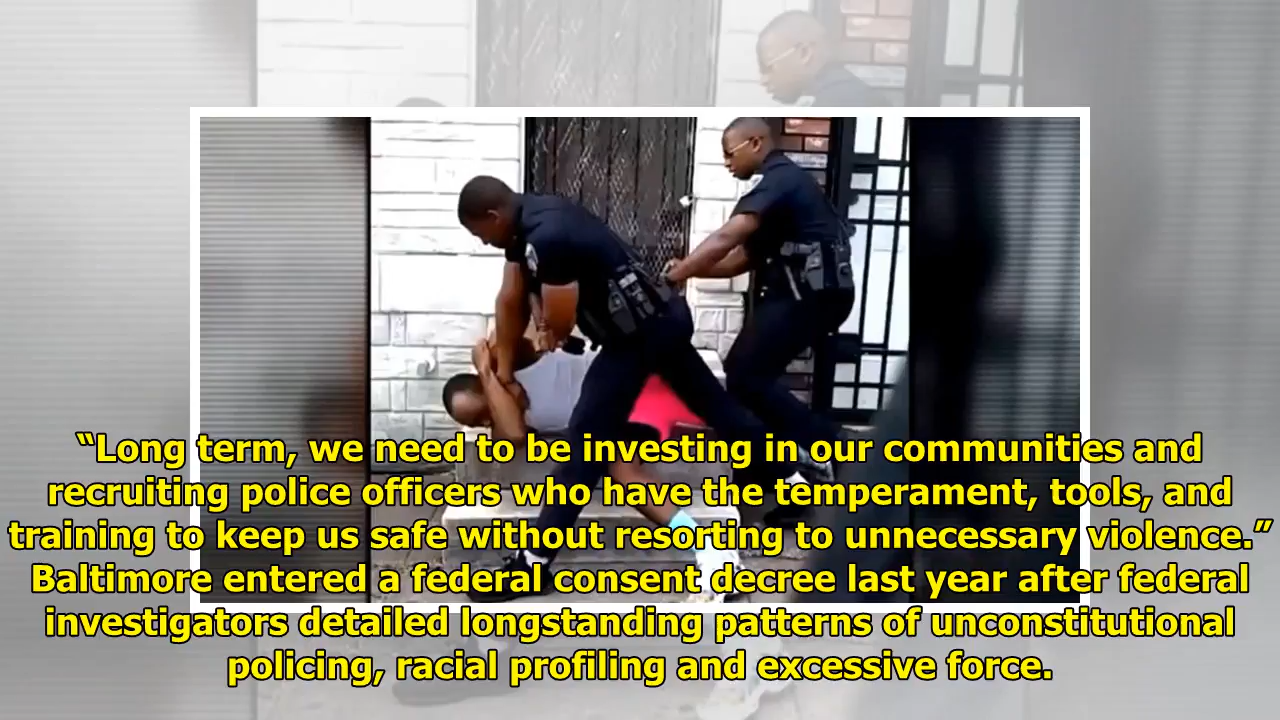 “Long term, we need to be investing in our communities and
recruiting police officers who have the temperament, tools, and
training to keep us safe without resorting to unnecessary violence.”
Baltimore entered a federal consent decree last year after federal
investigators detailed longstanding patterns of unconstitutional
policing, racial profiling and excessive force.